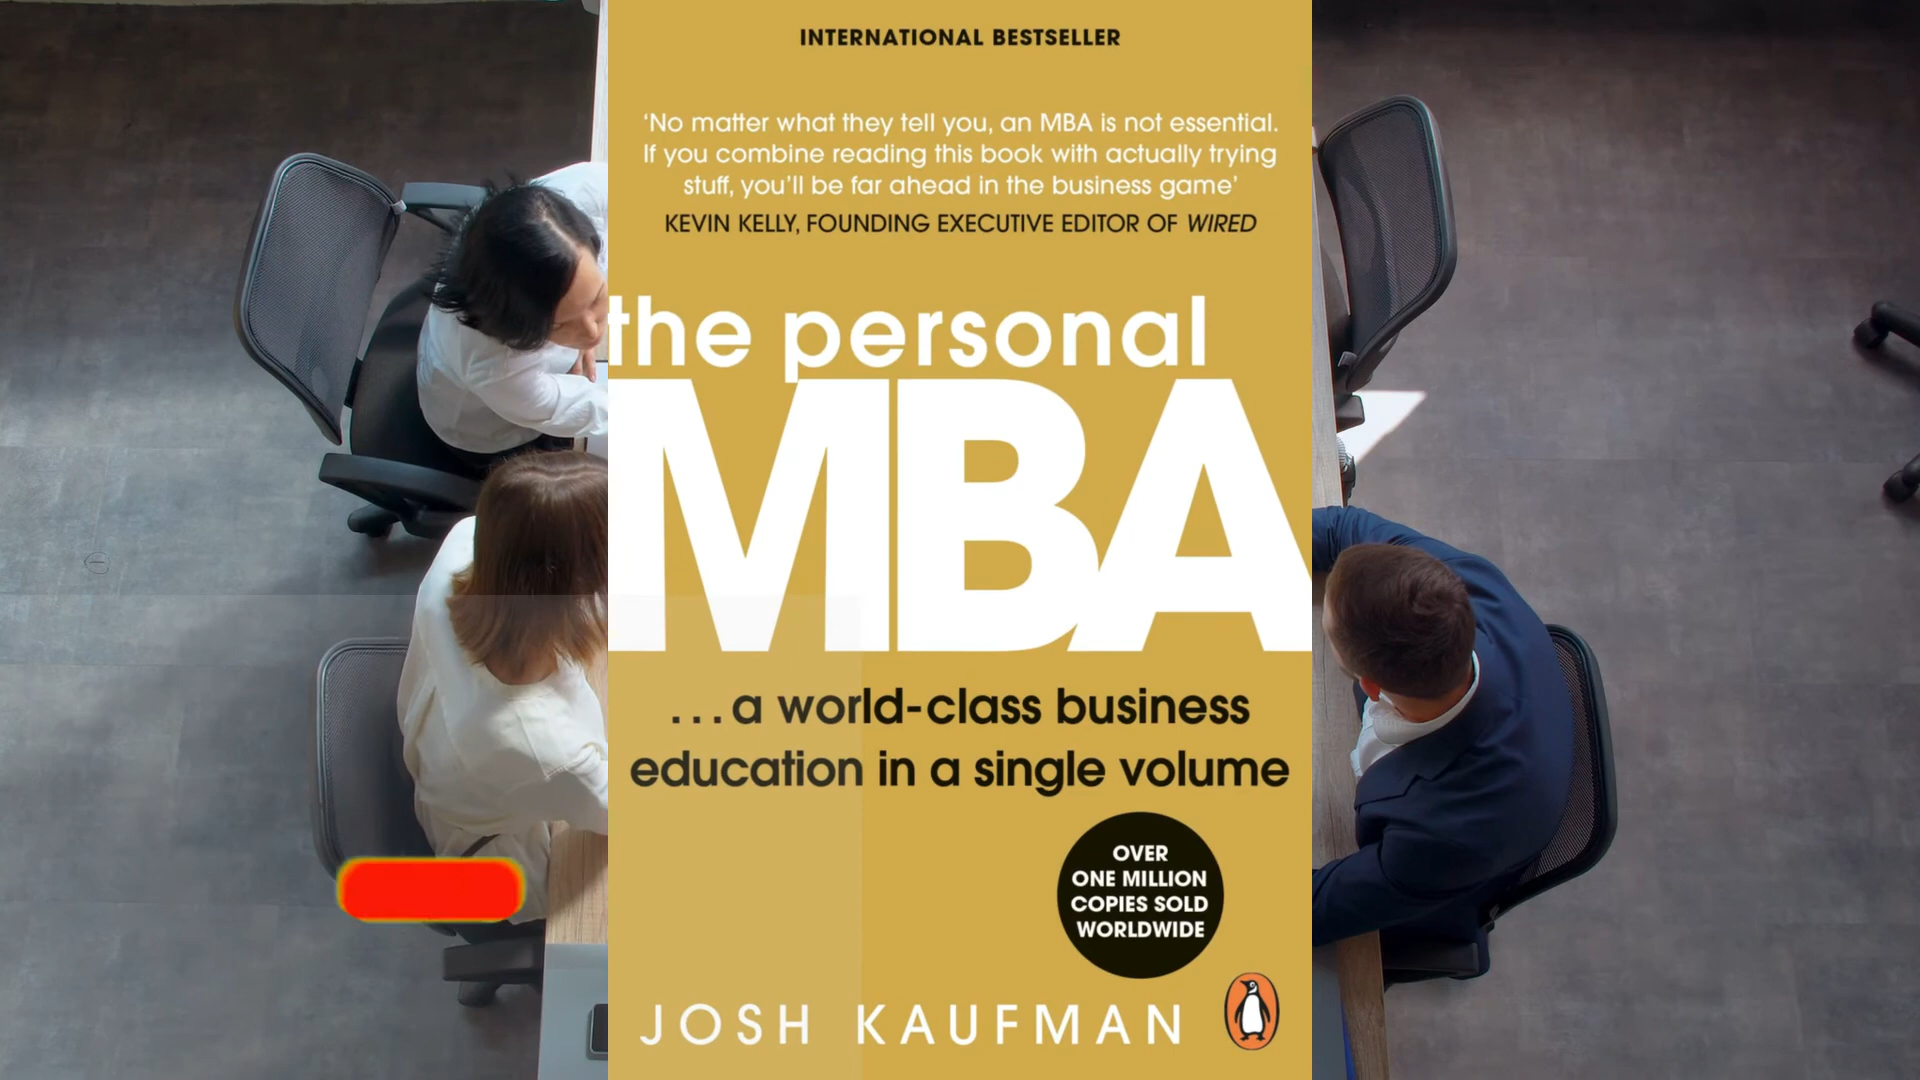 INTERNATIONAL BESTSELLER
‘No matter what they tell you, an MBA is not essential.
If you combine reading this book with actually trying
stuff, you’ll be far ahead in the business game’
KEVIN KELLY, FOUNDING EXECUTIVE EDITOR OF WIRED
the personal
MBA
...a world-class business
education in a single volume
OVER
ONE MILLION
COPIES SOLD
WORLDWIDE
JOSH KAUFMAN